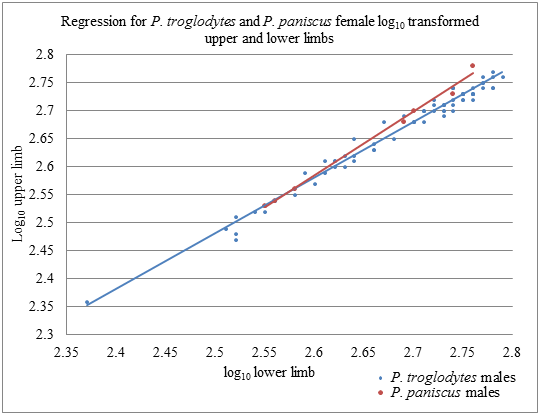 Regression for P. troglodytes and P. paniscus female log₁₀ transformed
upper and lower limbs
2.8
2.75
2.7
2.65
2.6
2.55
2.5
2.45
2.4
2.35
2.3
Log₁₀ upper limb
2.35 2.4 2.45 2.5 2.55 2.6 2.65 2.7 2.75 2.8
log₁₀ lower limb
P. troglodytes males
P. paniscus males